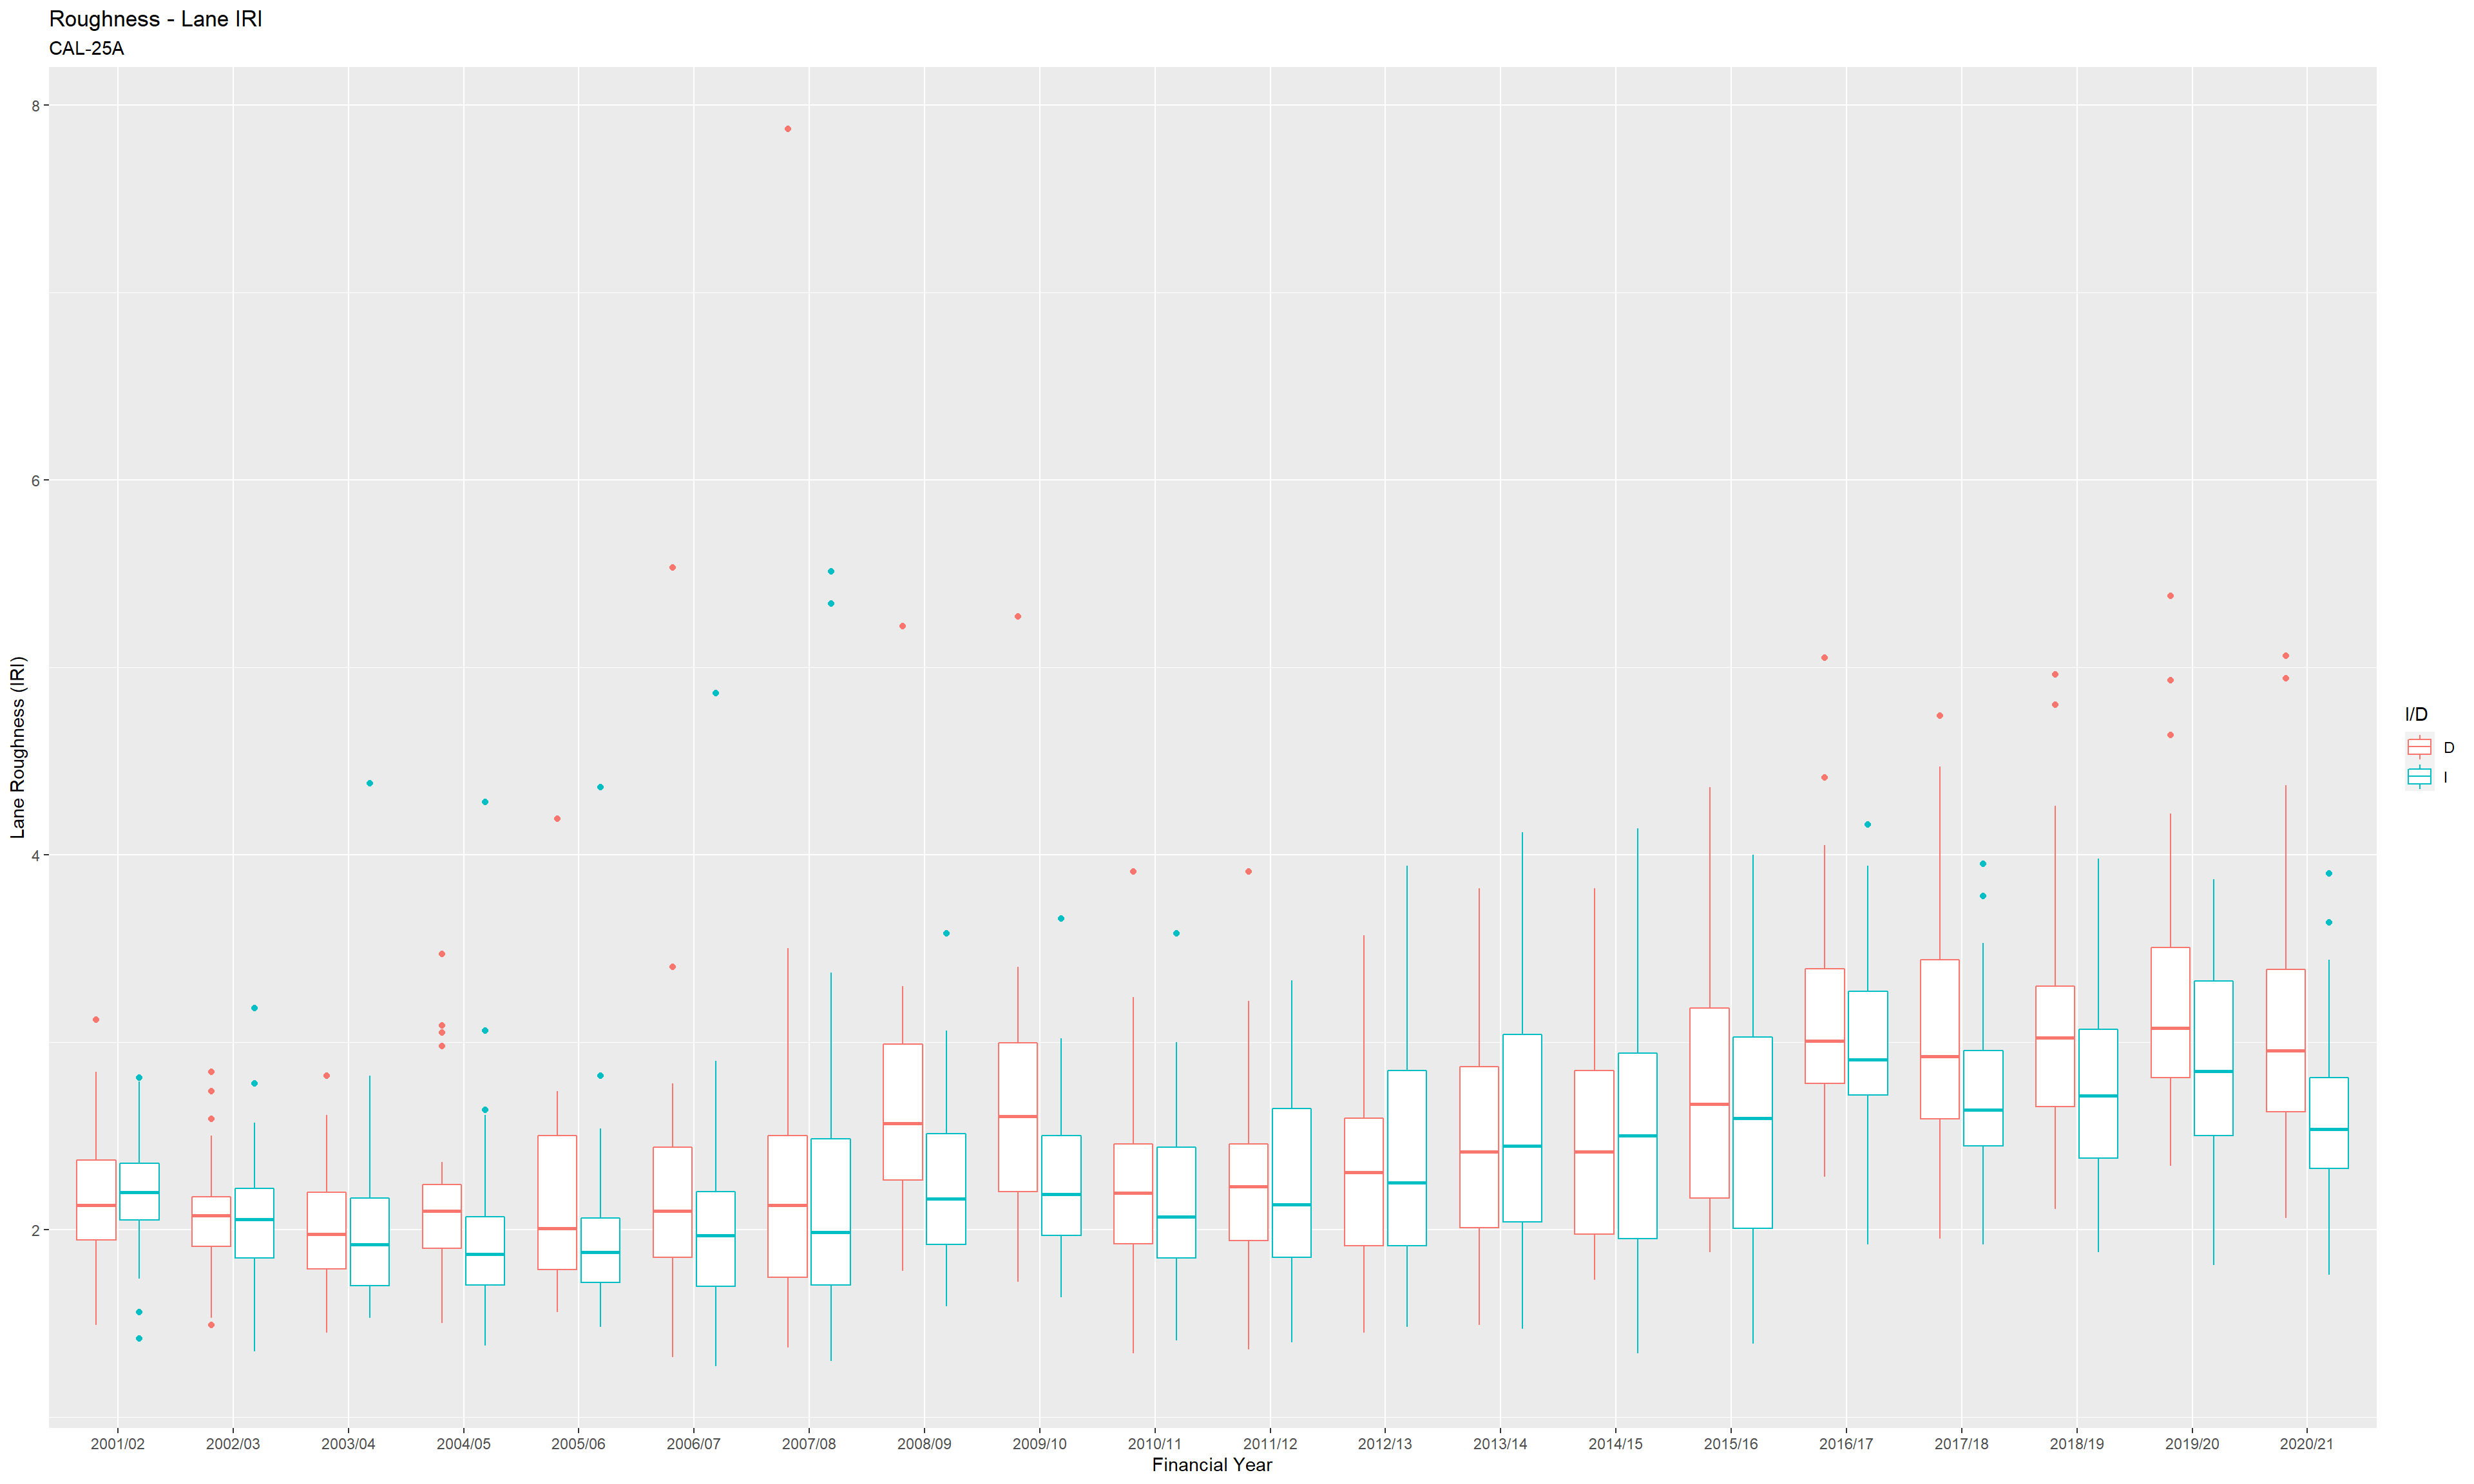 Roughness - Lane IRI
CAL-25A
8
6
4
2
Lane Roughness (IRI)
2001/02 2002/03 2003/04 2004/05 2005/06 2006/07 2007/08 2008/09 2009/10 2010/11 2011/12 2012/13 2013/14 2014/15 2015/16 2016/17 2017/18 2018/19 2019/20 2020/21
Financial Year
I/D
D
I